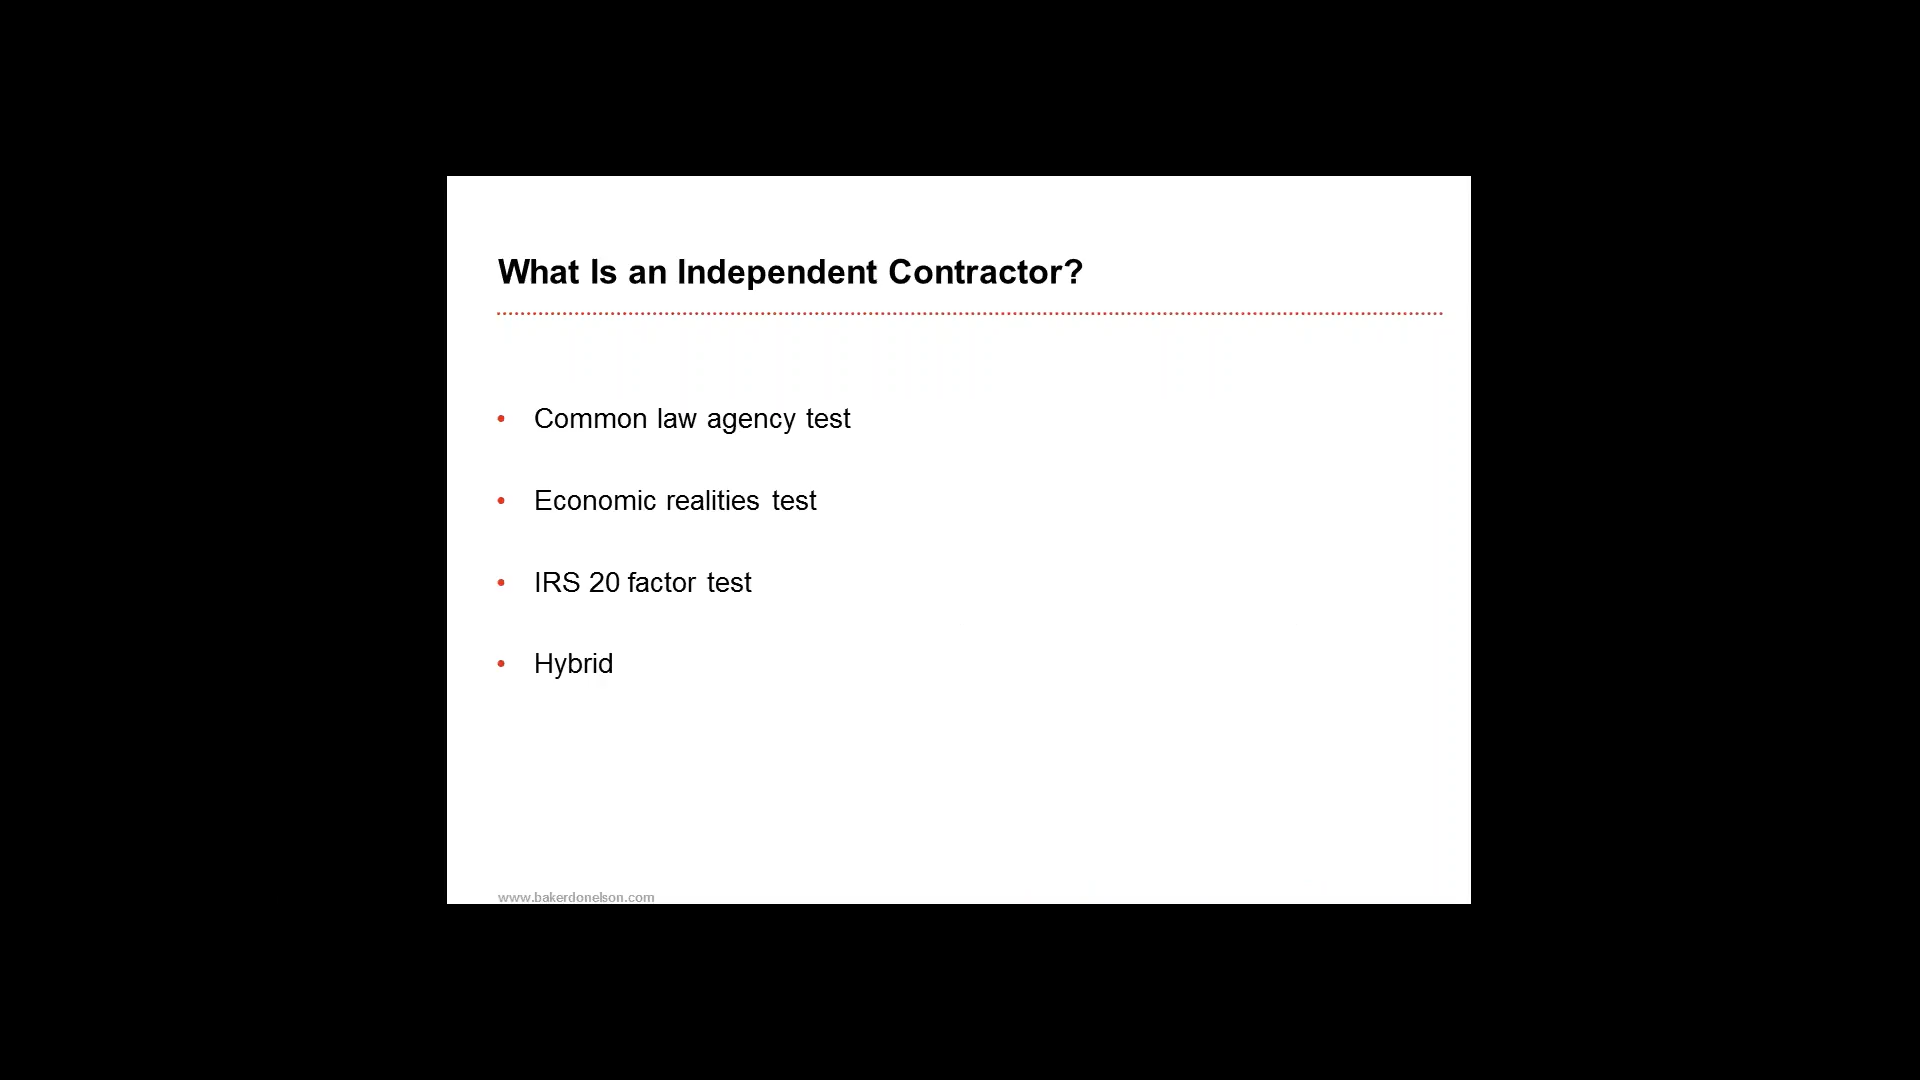 What Is an Independent Contractor?
• Common law agency test
• Economic realities test
• IRS 20 factor test
• Hybrid
www.bakerdonelson.com